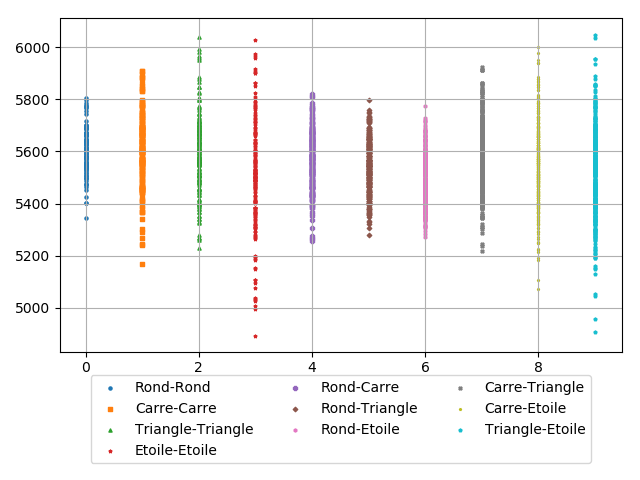 6000
5800
5600
5400
5200
5000
0 2 4 6 8
Rond-Rond Rond-Carre Carre-Triangle
Carre-Carre Rond-Triangle Carre-Etoile
Triangle-Triangle Rond-Etoile Triangle-Etoile
Etoile-Etoile